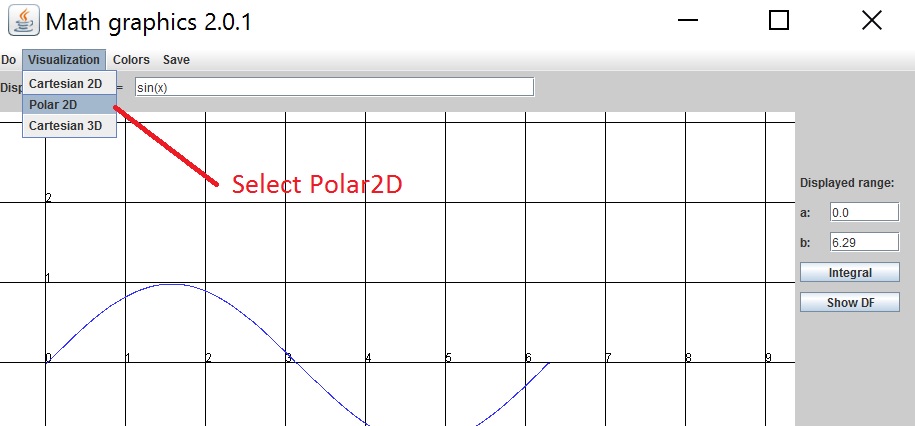 Math graphics 2.0.1
Do Visualization Colors Save
Cartesian 2D
Disp = sin(x)
Polar 2D
Cartesian 3D
Select Polar2D
Displayed range:
2
a: 0.0
b: 6.29
Integral
1
Show DF
0 1 2 3 4 5 6 7 8 9